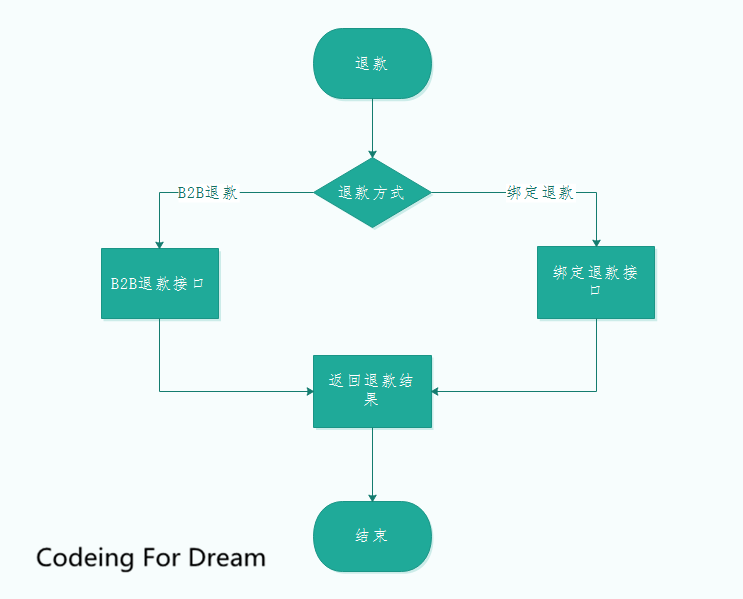 退款
退款方式
B2B退款
绑定退款
B2B退款接口
绑定退款接
口
返回退款结
果
结束
Codeing For Dream